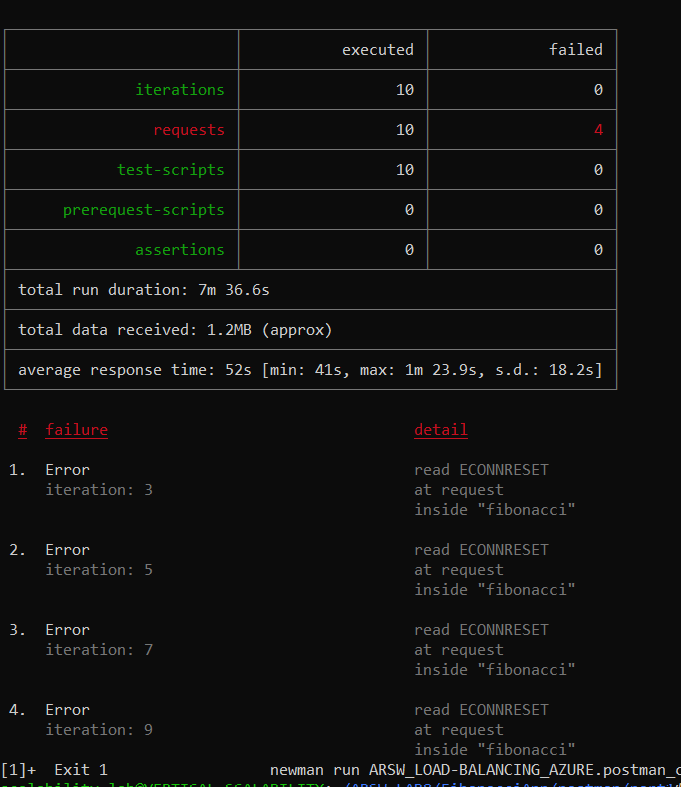 executed failed
iterations 10 0
requests 10 4
test-scripts 10 0
prerequest-scripts 0 0
assertions 0 0
total run duration: 7m 36.6s
total data received: 1.2MB (approx)
average response time: 52s [min: 41s, max: 1m 23.9s, s.d.: 18.2s]
# failure detail
1. Error read ECONNRESET
iteration: 3 at request
inside "fibonacci"
2. Error read ECONNRESET
iteration: 5 at request
inside "fibonacci"
3. Error read ECONNRESET
iteration: 7 at request
inside "fibonacci"
4. Error read ECONNRESET
iteration: 9 at request
inside "fibonacci"
[1]+ Exit 1 newman run ARSW_LOAD-BALANCING_AZURE.postman_c